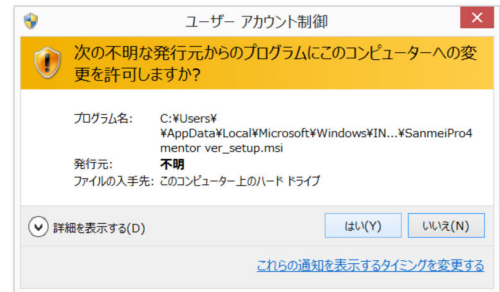 ユーザー アカウント制御
次の不明な発行元からのプログラムにこのコンピューターへの変
更を許可しますか?
プログラム名: C:¥Users¥
¥AppData¥Local¥Microsoft¥Windows¥IN...¥SanmeiPro4
mentor ver_setup.msi
発行元: 不明
ファイルの入手先: このコンピューター上のハード ドライブ
詳細を表示する(D) はい(Y) いいえ(N)
これらの通知を表示するタイミングを変更する